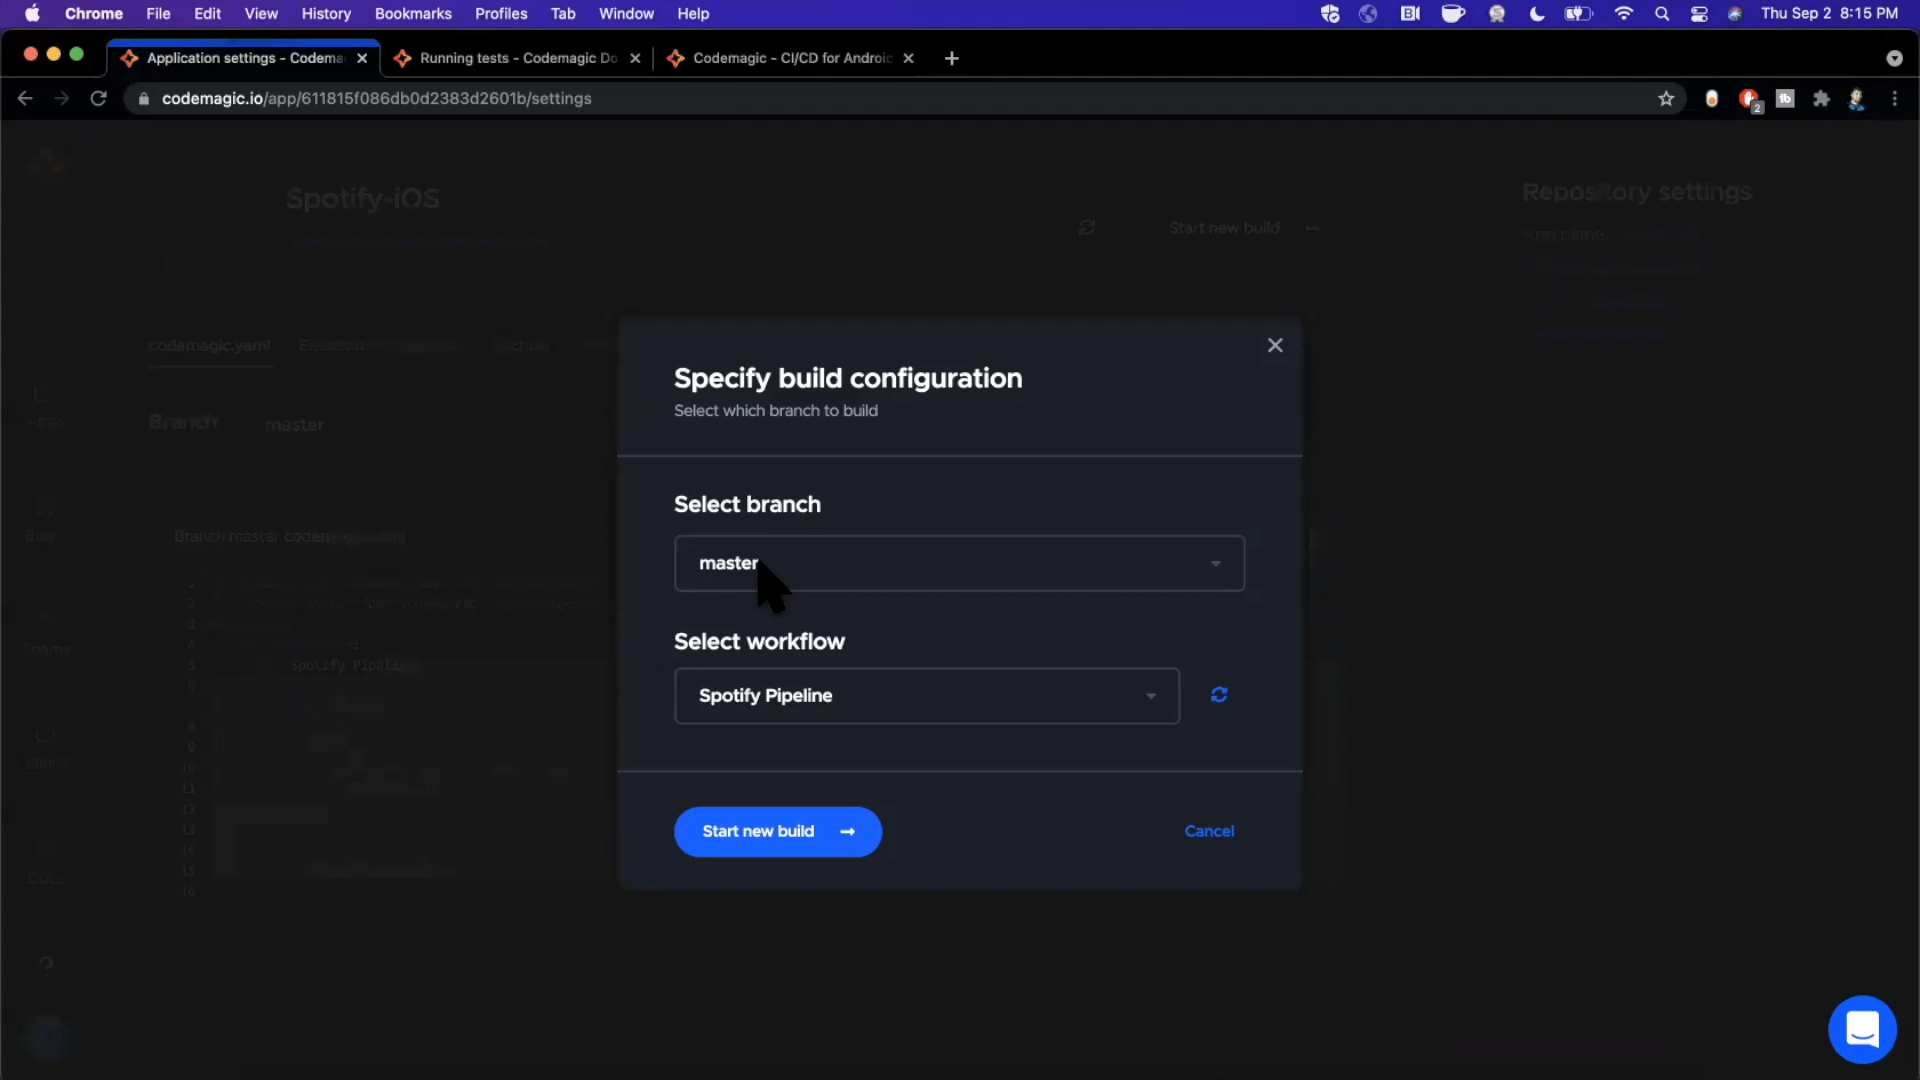 Chrome File Edit View History Bookmarks Profiles Tab Window Help Thu Sep 2 8:15 PM
Application settings - Codema Running tests - Codemagic Do Codemagic - CI/CD for Androi
codemagic.io/app/611815f086db0d2383d2601b/settings
Spotify-iOS
Repository settings
Start new build
codemagic.yaml
Specify build configuration
Select which branch to build
Branch master
Select branch
master
Select workflow
Spotify Pipeline
Start new build
Cancel